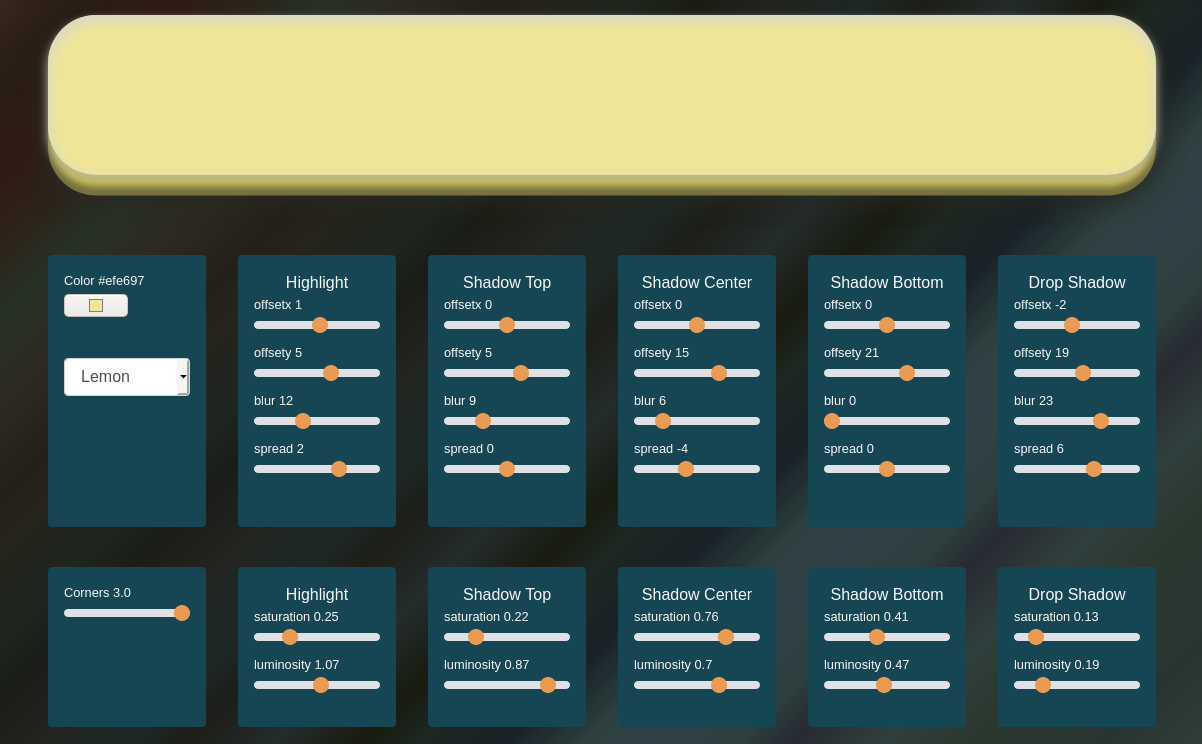 Color #efe697
Lemon
Highlight
offsetx 1
offsety 5
blur 12
spread 2
Shadow Top
offsetx 0
offsety 5
blur 9
spread 0
Shadow Center
offsetx 0
offsety 15
blur 6
spread -4
Shadow Bottom
offsetx 0
offsety 21
blur 0
spread 0
Drop Shadow
offsetx -2
offsety 19
blur 23
spread 6
Corners 3.0
Highlight
saturation 0.25
luminosity 1.07
Shadow Top
saturation 0.22
luminosity 0.87
Shadow Center
saturation 0.76
luminosity 0.7
Shadow Bottom
saturation 0.41
luminosity 0.47
Drop Shadow
saturation 0.13
luminosity 0.19